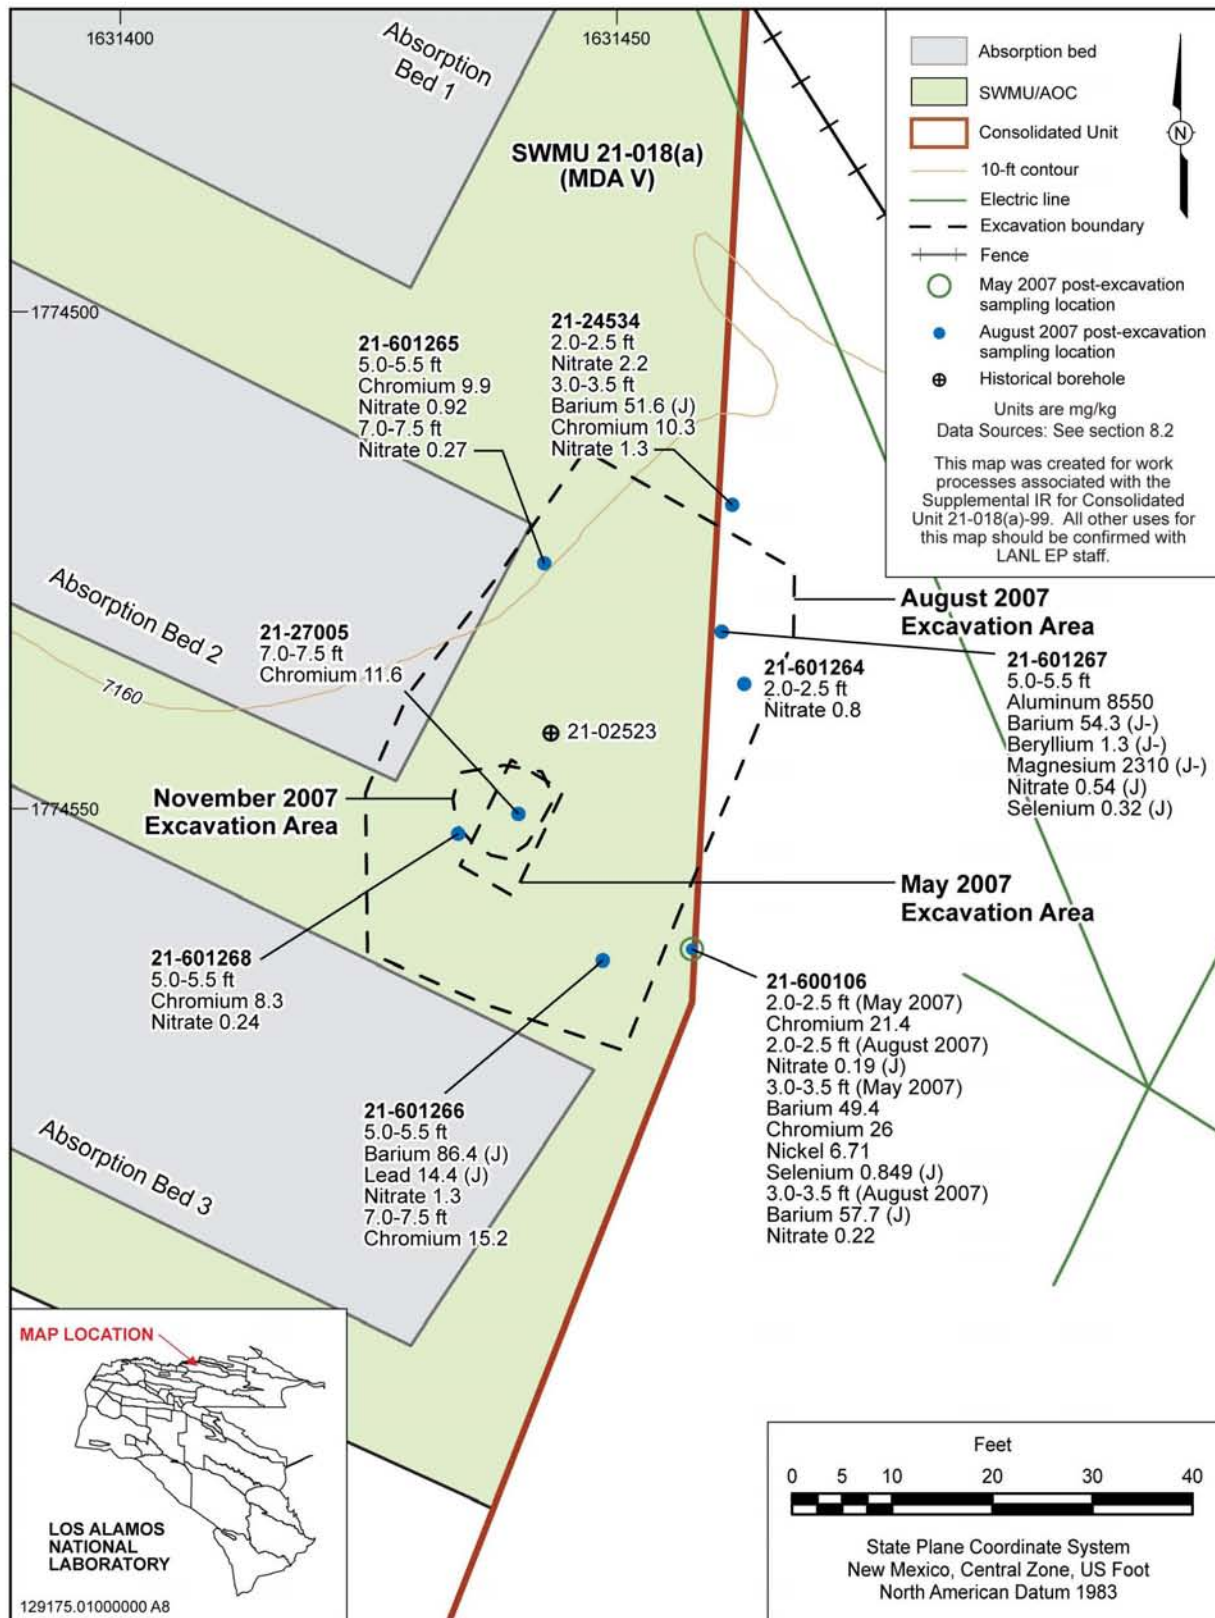 1631400
1631450
Absorption
Bed 1
SWMU 21-018(a)
(MDA V)
1774500
21-601265
5.0-5.5 ft
Chromium 9.9
Nitrate 0.92
7.0-7.5 ft
Nitrate 0.27
21-24534
2.0-2.5 ft
Nitrate 2.2
3.0-3.5 ft
Barium 51.6 (J)
Chromium 10.3
Nitrate 1.3
Absorption bed
SWMU/AOC
Consolidated Unit
10-ft contour
Electric line
Excavation boundary
Fence
May 2007 post-excavation
sampling location
August 2007 post-excavation
sampling location
Historical borehole
Units are mg/kg
Data Sources: See section 8.2
This map was created for work
processes associated with the
Supplemental IR for Consolidated
Unit 21-018(a)-99. All other uses for
this map should be confirmed with
LANL EP staff.
N
Absorption Bed 2
21-27005
7.0-7.5 ft
Chromium 11.6
7160
August 2007
Excavation Area
21-601264
2.0-2.5 ft
Nitrate 0.8
21-601267
5.0-5.5 ft
Aluminum 8550
Barium 54.3 (J-)
Beryllium 1.3 (J-)
Magnesium 2310 (J-)
Nitrate 0.54 (J)
Selenium 0.32 (J)
21-02523
1774550
November 2007
Excavation Area
May 2007
Excavation Area
21-601268
5.0-5.5 ft
Chromium 8.3
Nitrate 0.24
21-600106
2.0-2.5 ft (May 2007)
Chromium 21.4
2.0-2.5 ft (August 2007)
Nitrate 0.19 (J)
3.0-3.5 ft (May 2007)
Barium 49.4
Chromium 26
Nickel 6.71
Selenium 0.849 (J)
3.0-3.5 ft (August 2007)
Barium 57.7 (J)
Nitrate 0.22
21-601266
5.0-5.5 ft
Barium 86.4 (J)
Lead 14.4 (J)
Nitrate 1.3
7.0-7.5 ft
Chromium 15.2
Absorption Bed 3
MAP LOCATION
LOS ALAMOS
NATIONAL
LABORATORY
129175.01000000 A8
Feet
0 5 10 20 30 40
State Plane Coordinate System
New Mexico, Central Zone, US Foot
North American Datum 1983